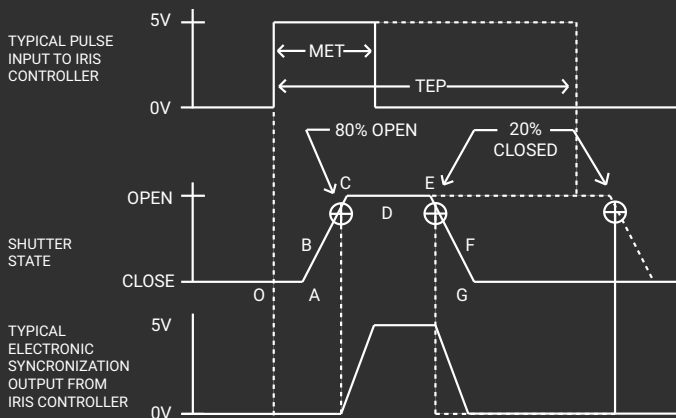 5V
TYPICAL PULSE
INPUT TO IRIS
CONTROLLER
MET
TEP
0V
80% OPEN
20%
CLOSED
C
E
OPEN
D
B
F
SHUTTER
STATE
CLOSE
O
A
G
5V
TYPICAL
ELECTRONIC
SYNCRONIZATION
OUTPUT FROM
IRIS CONTROLLER
0V